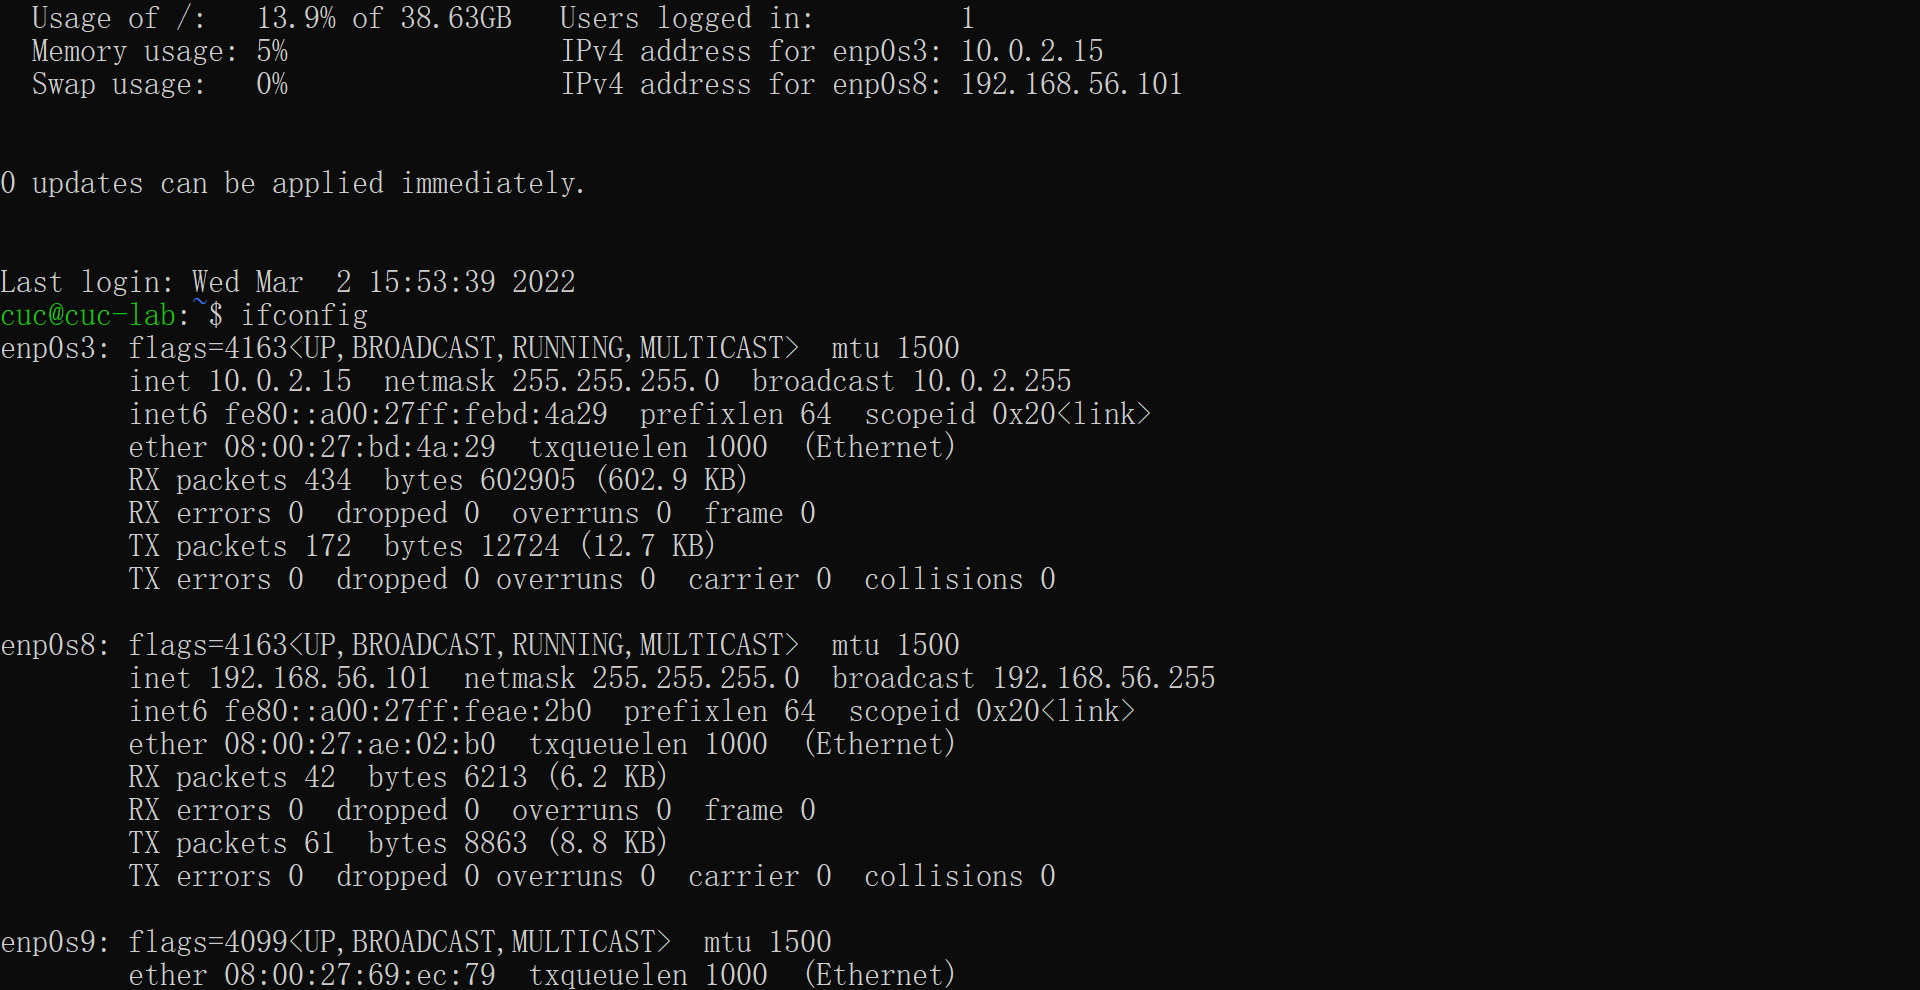 Usage of /:   13.9% of 38.63GB   Users logged in:         1
  Memory usage: 5%                 IPv4 address for enp0s3: 10.0.2.15
  Swap usage:   0%                 IPv4 address for enp0s8: 192.168.56.101
0 updates can be applied immediately.
Last login: Wed Mar  2 15:53:39 2022
cuc@cuc-lab:~$ ifconfig
enp0s3: flags=4163<UP,BROADCAST,RUNNING,MULTICAST>  mtu 1500
        inet 10.0.2.15  netmask 255.255.255.0  broadcast 10.0.2.255
        inet6 fe80::a00:27ff:febd:4a29  prefixlen 64  scopeid 0x20<link>
        ether 08:00:27:bd:4a:29  txqueuelen 1000  (Ethernet)
        RX packets 434  bytes 602905 (602.9 KB)
        RX errors 0  dropped 0  overruns 0  frame 0
        TX packets 172  bytes 12724 (12.7 KB)
        TX errors 0  dropped 0 overruns 0  carrier 0  collisions 0
enp0s8: flags=4163<UP,BROADCAST,RUNNING,MULTICAST>  mtu 1500
        inet 192.168.56.101  netmask 255.255.255.0  broadcast 192.168.56.255
        inet6 fe80::a00:27ff:feae:2b0  prefixlen 64  scopeid 0x20<link>
        ether 08:00:27:ae:02:b0  txqueuelen 1000  (Ethernet)
        RX packets 42  bytes 6213 (6.2 KB)
        RX errors 0  dropped 0  overruns 0  frame 0
        TX packets 61  bytes 8863 (8.8 KB)
        TX errors 0  dropped 0 overruns 0  carrier 0  collisions 0
enp0s9: flags=4099<UP,BROADCAST,MULTICAST>  mtu 1500
        ether 08:00:27:69:ec:79  txqueuelen 1000  (Ethernet)